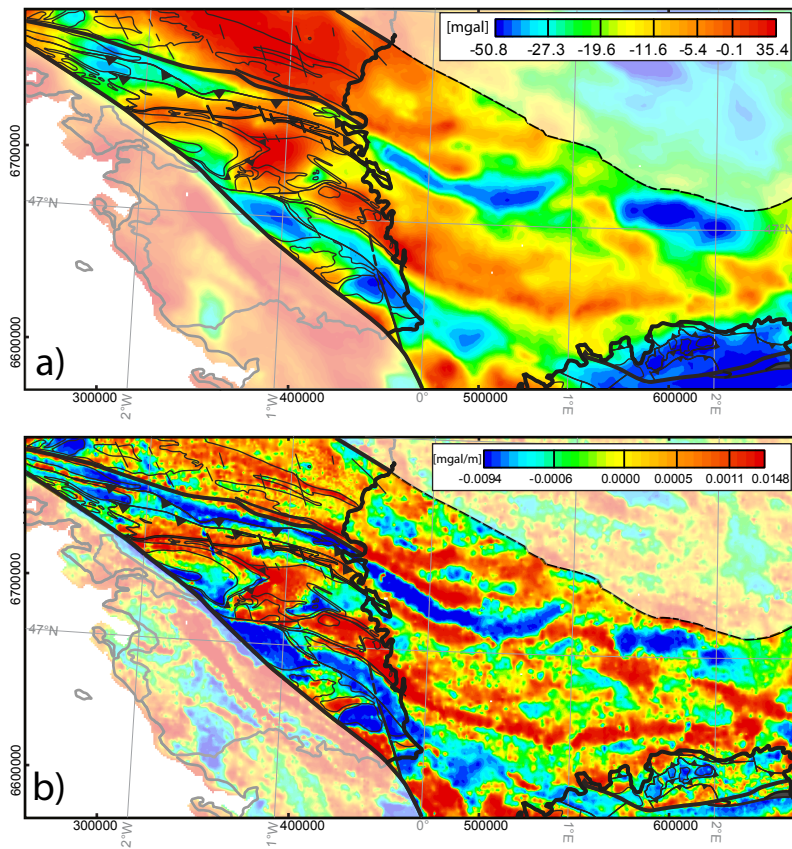 [mgal]
-50.8 -27.3 -19.6 -11.6 -5.4 -0.1 35.4
6700000
47°N
47°N
6600000
a)
300000 400000 500000 600000
2°W 1°W 0° 1°E 2°E
[mgal/m]
-0.0094 -0.0006 0.0000 0.0005 0.0011 0.0148
6700000
47°N
6600000
b)
300000 400000 500000 600000
2°W 1°W 0° 1°E 2°E